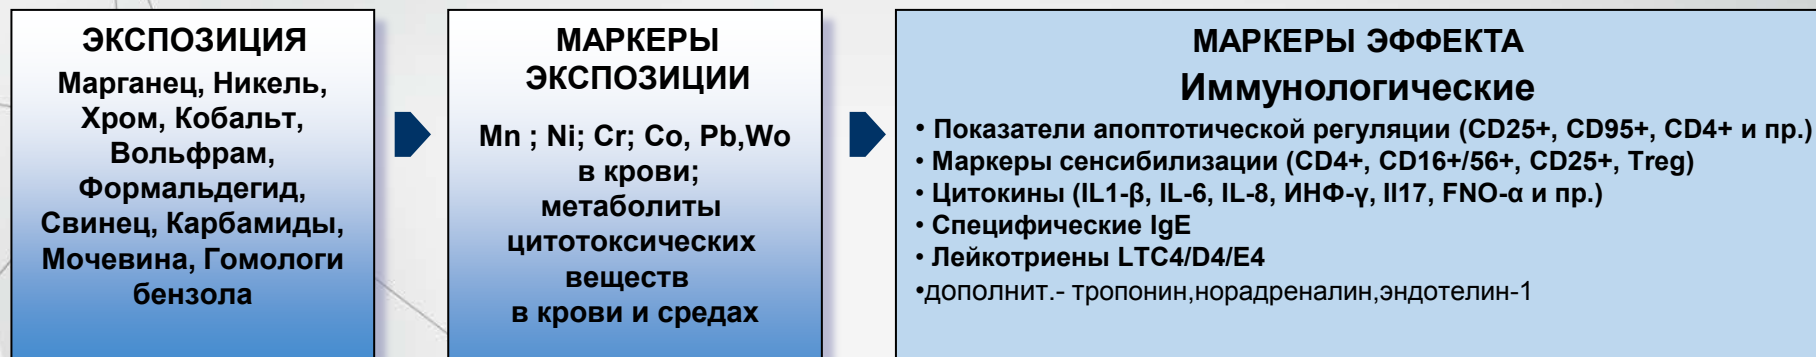 ЭКСПОЗИЦИЯ
Марганец, Никель,
Хром, Кобальт,
Вольфрам,
Формальдегид,
Свинец, Карбамиды,
Мочевина, Гомологи
бензола
МАРКЕРЫ
ЭКСПОЗИЦИИ
Mn ; Ni; Cr; Co, Pb,Wo
в крови;
метаболиты
цитотоксических
веществ
в крови и средах
МАРКЕРЫ ЭФФЕКТА
Иммунологические
• Показатели апоптотической регуляции (CD25+, CD95+, CD4+ и пр.)
• Маркеры сенсибилизации (CD4+, CD16+/56+, CD25+, Treg)
• Цитокины (IL1-β, IL-6, IL-8, ИНФ-γ, Il17, FNO-α и пр.)
• Специфические IgE
• Лейкотриены LTC4/D4/E4
•дополнит.- тропонин,норадреналин,эндотелин-1